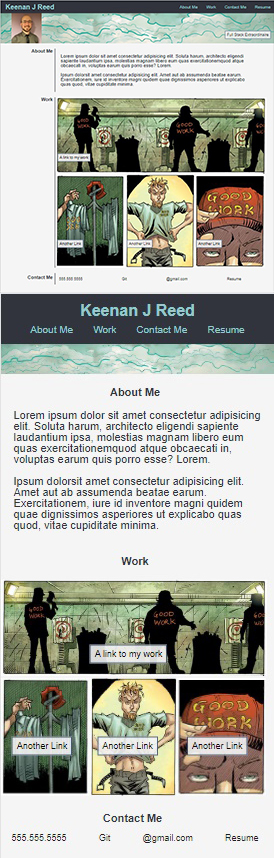 Keenan J Reed
About Me Work Contact Me Resume
Full Stack Extraordinaire
About Me
Lorem ipsum dolor sit amet consectetur adipisicing elit. Soluta harum, architecto eligendi
sapiente laudantium ipsa, molestias magnam libero eum quas exercitationemquod atque
obcaecati in, voluptas earum quis porro esse? Lorem.
Ipsum dolorsit amet consectetur adipisicing elit. Amet aut ab assumenda beatae earum.
Exercitationem, iure id inventore magni quidem quae dignissimos asperiores ut explicabo quas
quod, vitae cupiditate minima.
Work
GOOD WORK
GOOD WORK
GOOD WORK
A link to my work
Another Link
Another Link
Another Link
GOOD
WORK
Contact Me
555.555.5555 Git @gmail.com Resume
Keenan J Reed
About Me Work Contact Me Resume
About Me
Lorem ipsum dolor sit amet consectetur adipisicing
elit. Soluta harum, architecto eligendi sapiente
laudantium ipsa, molestias magnam libero eum
quas exercitationemquod atque obcaecati in,
voluptas earum quis porro esse? Lorem.
Ipsum dolorsit amet consectetur adipisicing elit.
Amet aut ab assumenda beatae earum.
Exercitationem, iure id inventore magni quidem
quae dignissimos asperiores ut explicabo quas
quod, vitae cupiditate minima.
Work
GOOD WORK
GOOD WORK
GOOD WORK
A link to my work
GOOD
WORK
Another Link
Another Link
Another Link
Contact Me
555.555.5555 Git @gmail.com Resume